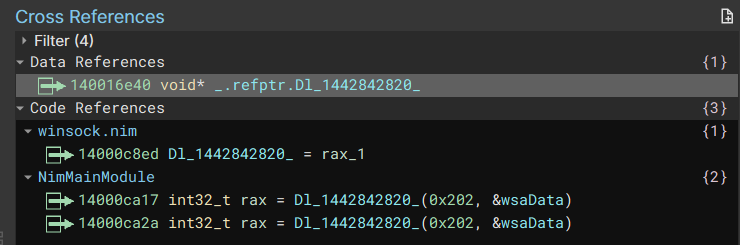 Cross References
Filter (4)
Data References {1}
140016e40 void* _.refptr.Dl_1442842820_
Code References {3}
winsock.nim {1}
14000c8ed Dl_1442842820_ = rax_1
NimMainModule {2}
14000ca17 int32_t rax = Dl_1442842820_(0x202, &wsaData)
14000ca2a int32_t rax = Dl_1442842820_(0x202, &wsaData)